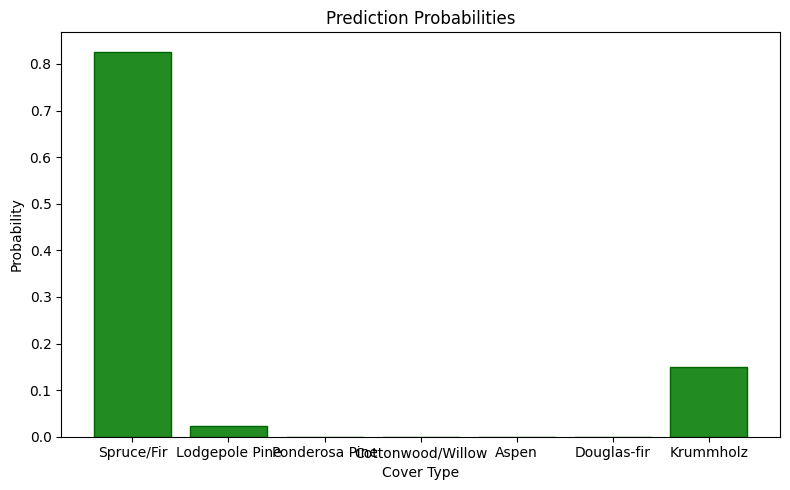 Prediction Probabilities
0.8
0.7
0.6
0.5
0.4
0.3
0.2
0.1
0.0
Probability
Spruce/Fir Lodgepole Pine Ponderosa Pine Cottonwood/Willow Aspen Douglas-fir Krummholz
Cover Type